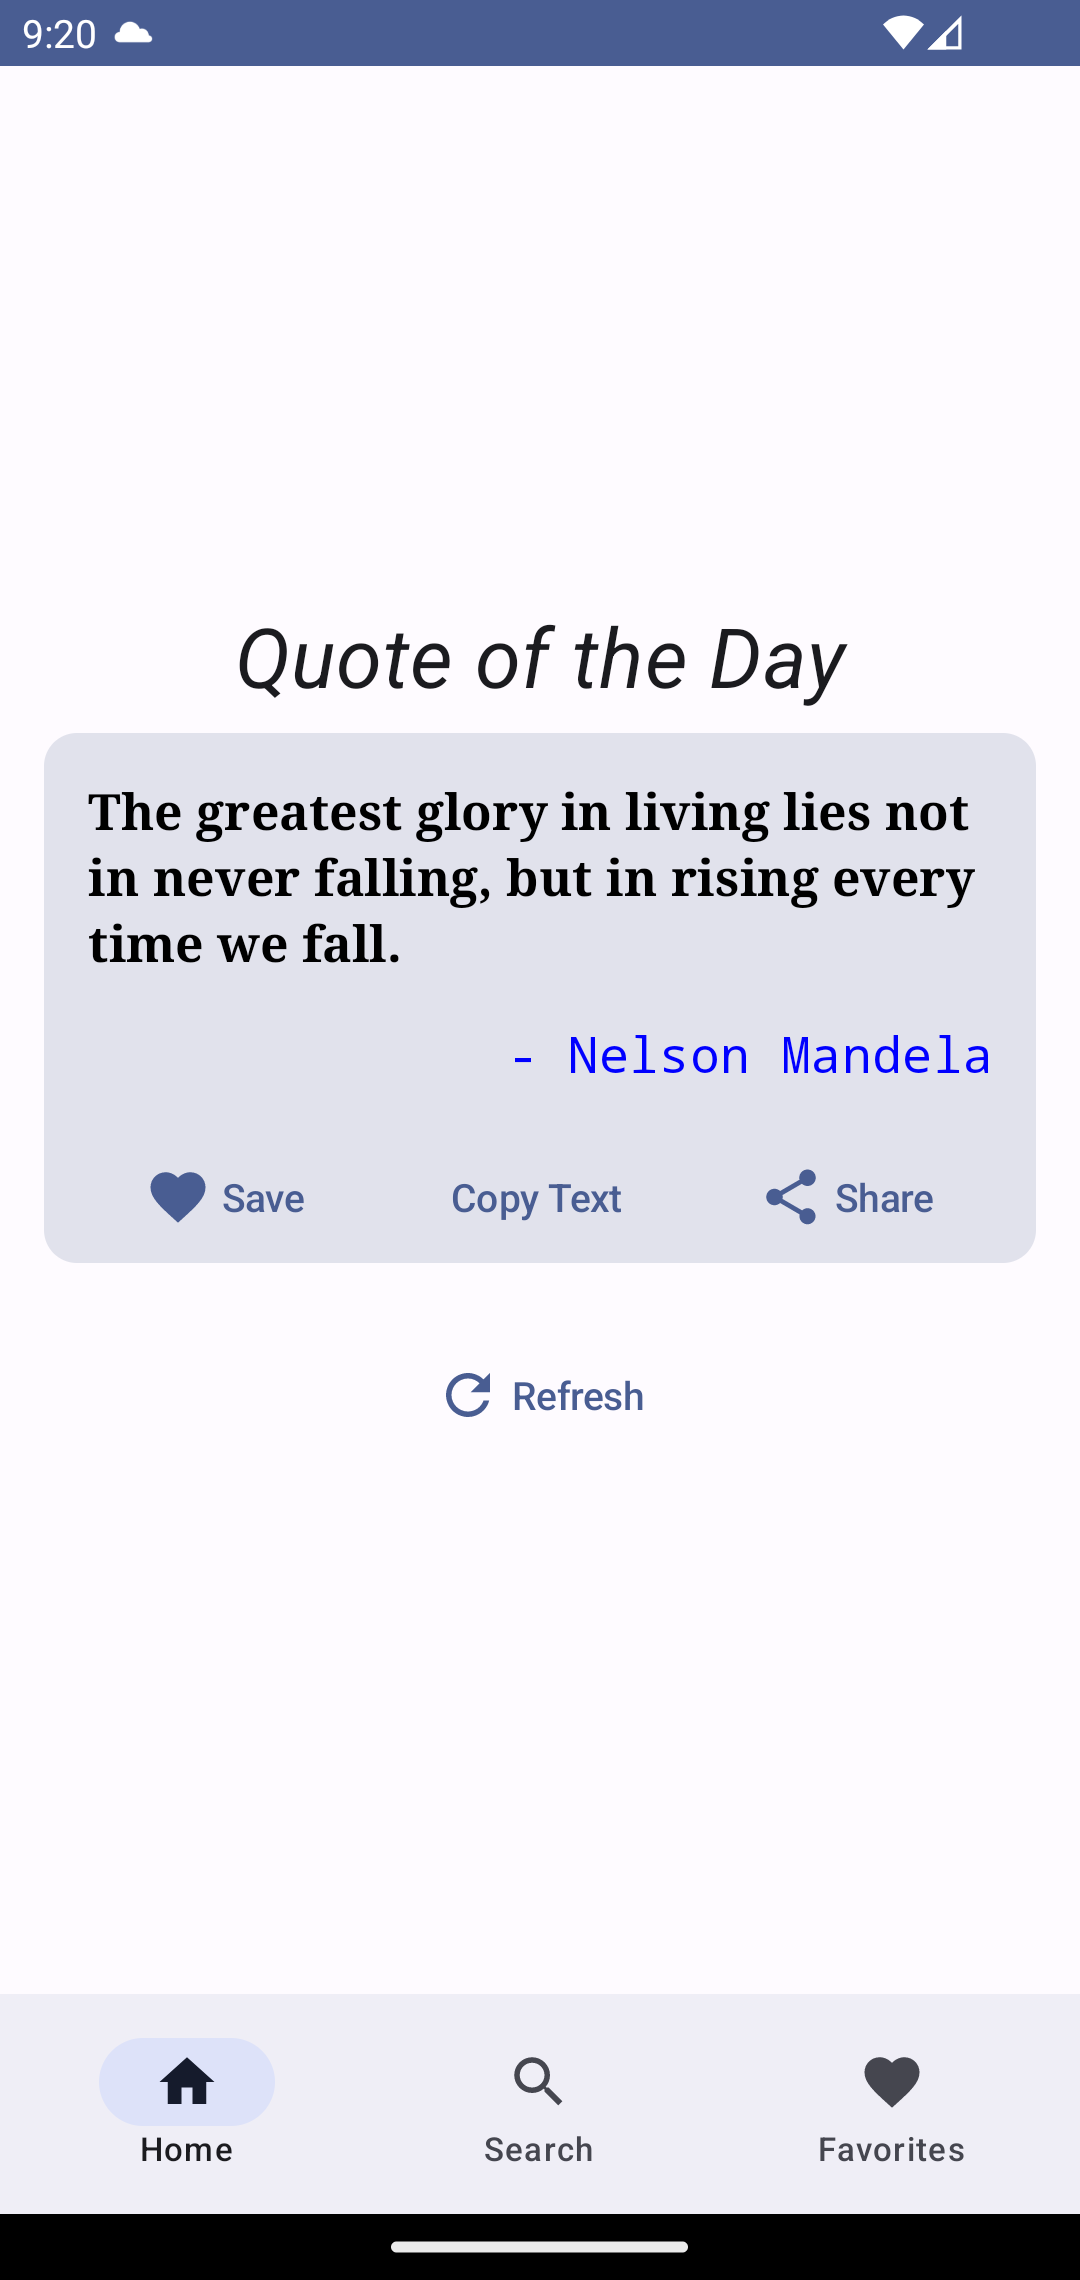 9:20
Quote of the Day
The greatest glory in living lies not
in never falling, but in rising every
time we fall.
- Nelson Mandela
Save
Copy Text
Share
Refresh
Home
Search
Favorites